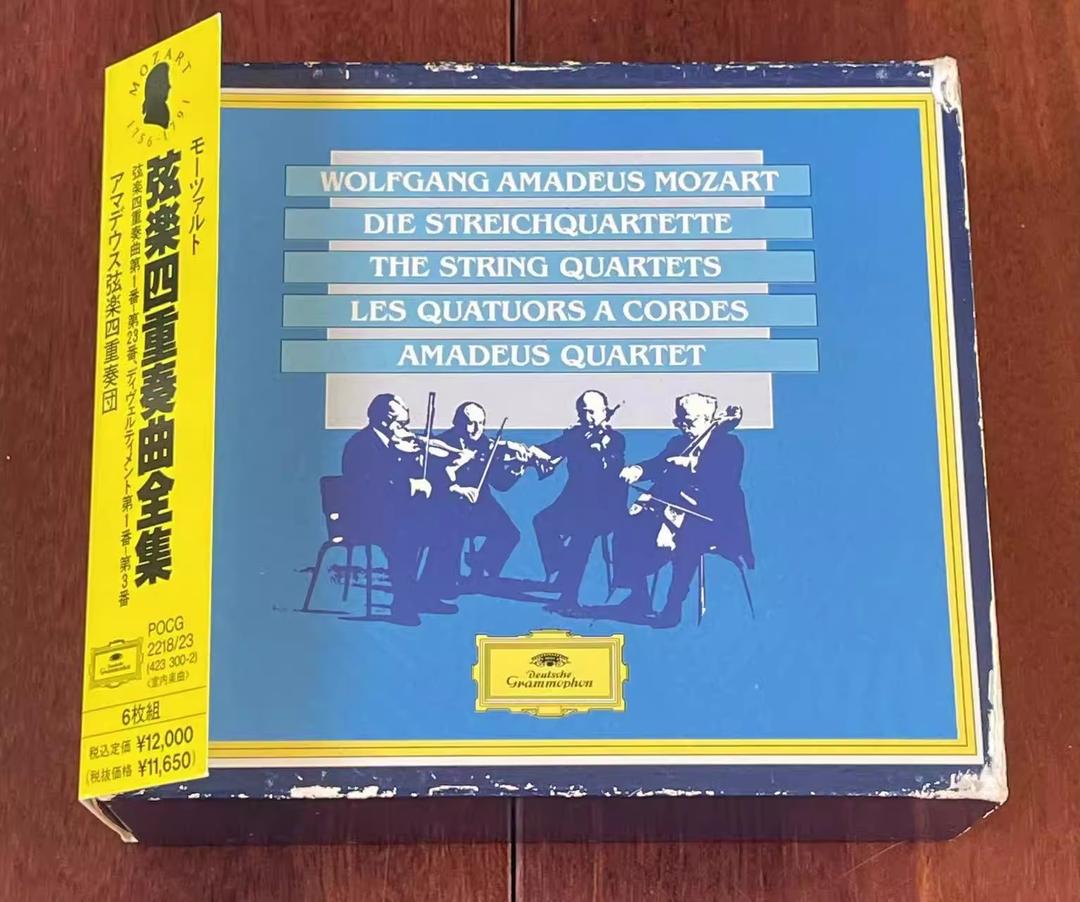 MOZART
1756-1791
モーツァルト
弦楽四重奏曲全集
弦楽四重奏曲第1番-第23番、ディヴェルティメント第1番-第3番
アマデウス弦楽四重奏団
POCG
2218/23
(423 300-2)
〈室内楽曲〉
Deutsche
Grammophon
6枚組
税込定価 ¥12,000
(税抜価格 ¥11,650)
WOLFGANG AMADEUS MOZART
DIE STREICHQUARTETTE
THE STRING QUARTETS
LES QUATUORS A CORDES
AMADEUS QUARTET
Deutsche
Grammophon